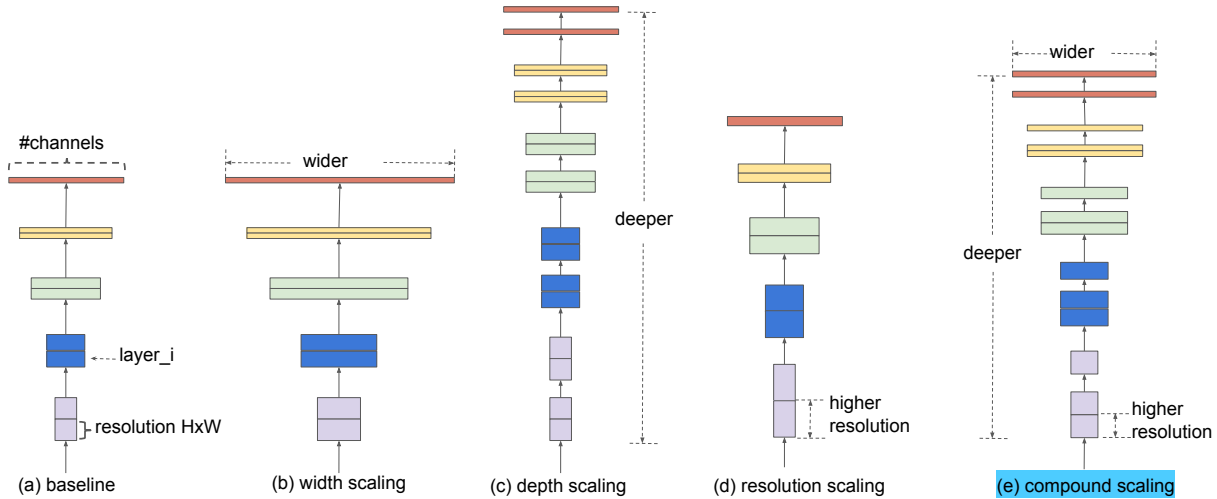 #channels
layer_i
resolution HxW
(a) baseline
wider
(b) width scaling
deeper
(c) depth scaling
higher
resolution
(d) resolution scaling
wider
deeper
higher
resolution
(e) compound scaling